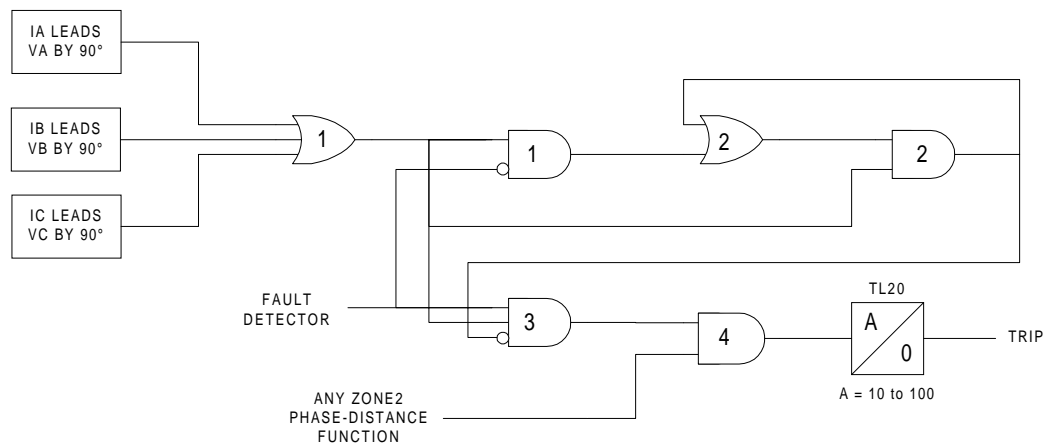 IA LEADS
VA BY 90°
IB LEADS
VB BY 90°
IC LEADS
VC BY 90°
1
1
2
2
FAULT
DETECTOR
3
4
TL20
A
0
TRIP
A = 10 to 100
ANY ZONE2
PHASE-DISTANCE
FUNCTION